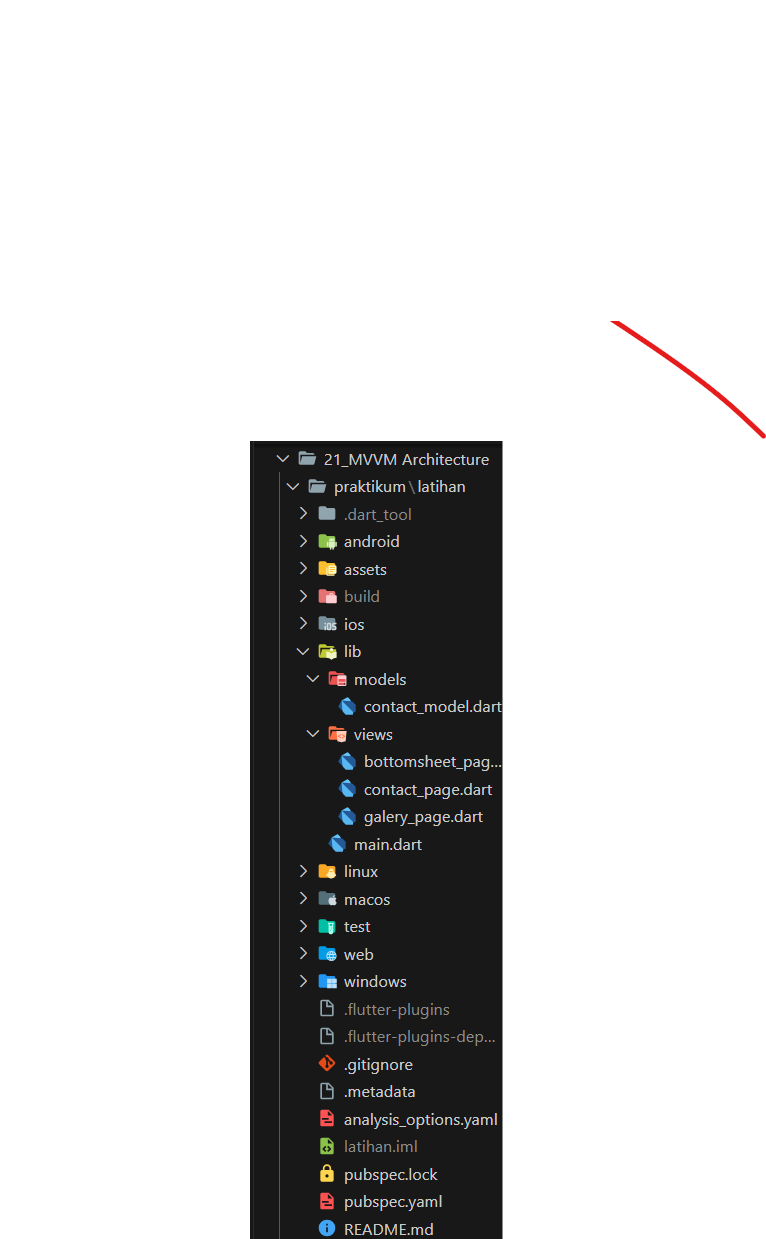 21_MVVM Architecture
praktikum\latihan
.dart_tool
android
assets
build
ios
lib
models
contact_model.dart
views
bottomsheet_pag...
contact_page.dart
galery_page.dart
main.dart
linux
macos
test
web
windows
.flutter-plugins
.flutter-plugins-dep...
.gitignore
.metadata
analysis_options.yaml
latihan.iml
pubspec.lock
pubspec.yaml
README.md